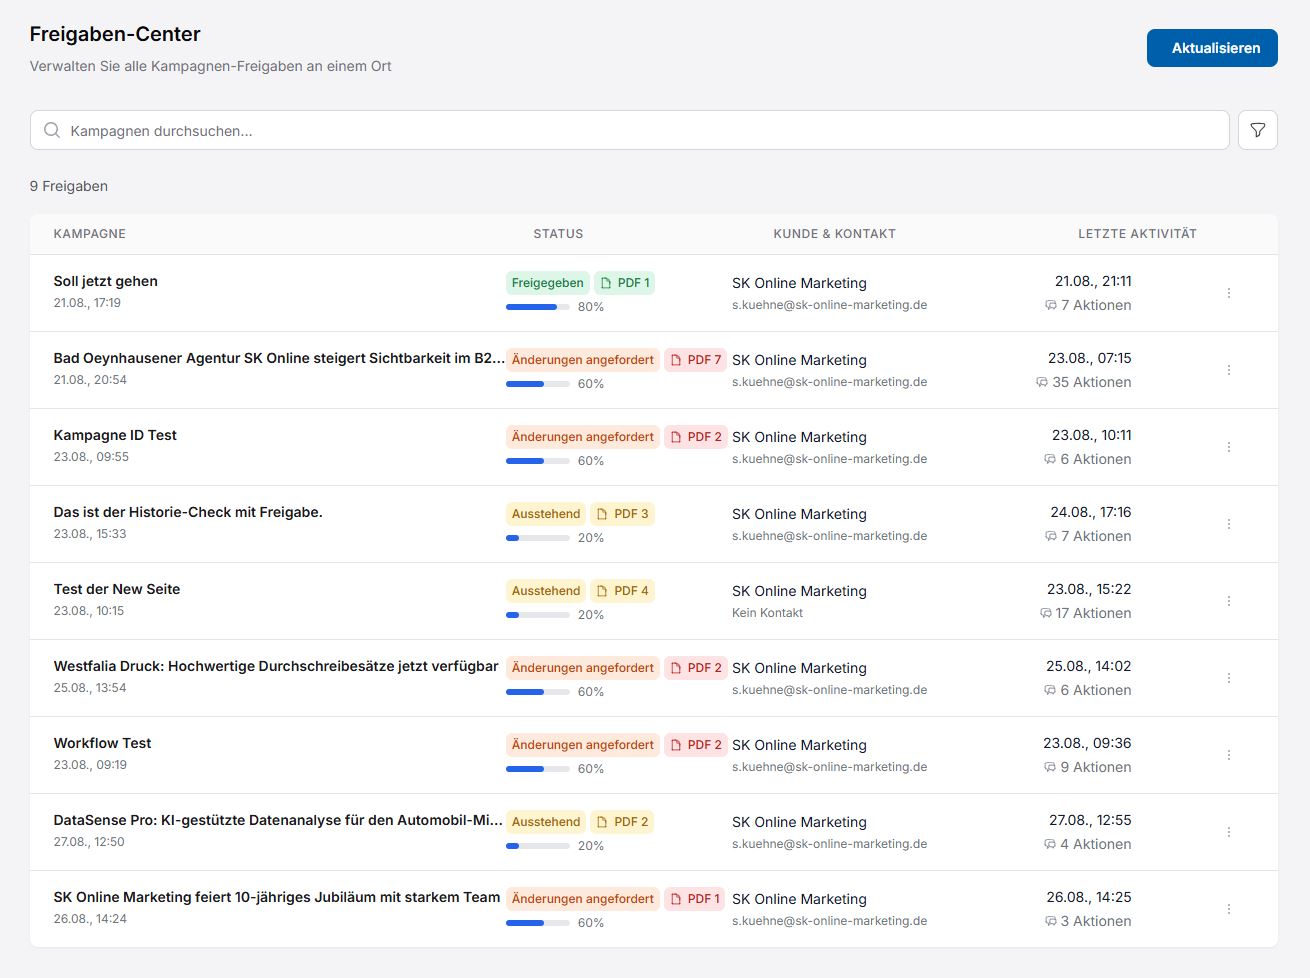 Freigaben-Center
Verwalten Sie alle Kampagnen-Freigaben an einem Ort
Aktualisieren
Kampagnen durchsuchen...
9 Freigaben
KAMPAGNE STATUS KUNDE & KONTAKT LETZTE AKTIVITÄT
Soll jetzt gehen Freigegeben PDF 1 SK Online Marketing 21.08., 21:11
21.08., 17:19 80% s.kuehne@sk-online-marketing.de 7 Aktionen
Bad Oeynhausener Agentur SK Online steigert Sichtbarkeit im B2... Änderungen angefordert PDF 7 SK Online Marketing 23.08., 07:15
21.08., 20:54 60% s.kuehne@sk-online-marketing.de 35 Aktionen
Kampagne ID Test Änderungen angefordert PDF 2 SK Online Marketing 23.08., 10:11
23.08., 09:55 60% s.kuehne@sk-online-marketing.de 6 Aktionen
Das ist der Historie-Check mit Freigabe. Ausstehend PDF 3 SK Online Marketing 24.08., 17:16
23.08., 15:33 20% s.kuehne@sk-online-marketing.de 7 Aktionen
Test der New Seite Ausstehend PDF 4 SK Online Marketing 23.08., 15:22
23.08., 10:15 20% Kein Kontakt 17 Aktionen
Westfalia Druck: Hochwertige Durchschreibesätze jetzt verfügbar Änderungen angefordert PDF 2 SK Online Marketing 25.08., 14:02
25.08., 13:54 60% s.kuehne@sk-online-marketing.de 6 Aktionen
Workflow Test Änderungen angefordert PDF 2 SK Online Marketing 23.08., 09:36
23.08., 09:19 60% s.kuehne@sk-online-marketing.de 9 Aktionen
DataSense Pro: KI-gestützte Datenanalyse für den Automobil-Mi... Ausstehend PDF 2 SK Online Marketing 27.08., 12:55
27.08., 12:50 20% s.kuehne@sk-online-marketing.de 4 Aktionen
SK Online Marketing feiert 10-jähriges Jubiläum mit starkem Team Änderungen angefordert PDF 1 SK Online Marketing 26.08., 14:25
26.08., 14:24 60% s.kuehne@sk-online-marketing.de 3 Aktionen